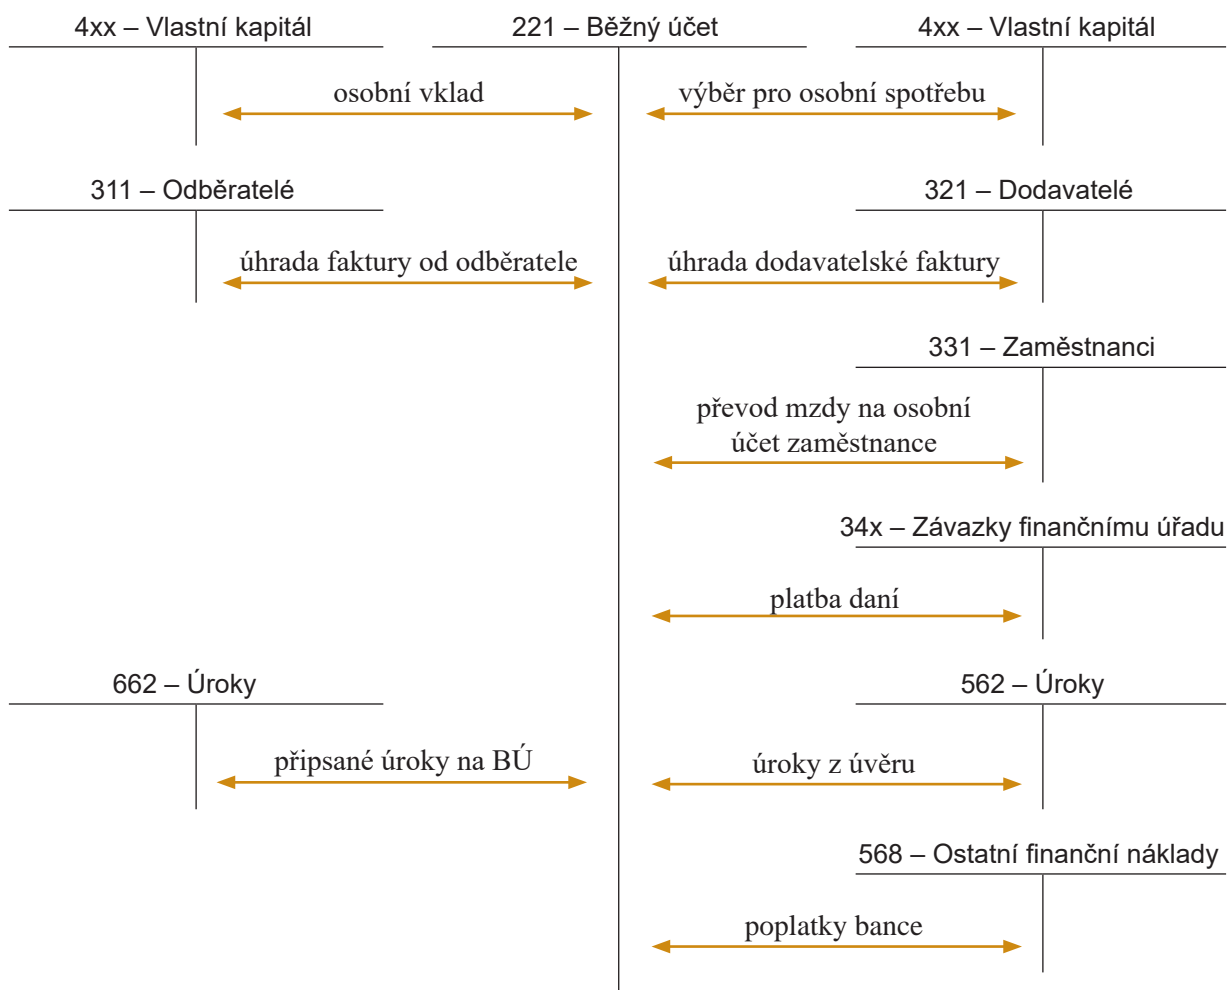 4xx – Vlastní kapitál
221 – Běžný účet
4xx – Vlastní kapitál
osobní vklad
výběr pro osobní spotřebu
311 – Odběratelé
321 – Dodavatelé
úhrada faktury od odběratele
úhrada dodavatelské faktury
331 – Zaměstnanci
převod mzdy na osobní
účet zaměstnance
34x – Závazky finančnímu úřadu
platba daní
662 – Úroky
562 – Úroky
připsané úroky na BÚ
úroky z úvěru
568 – Ostatní finanční náklady
poplatky bance